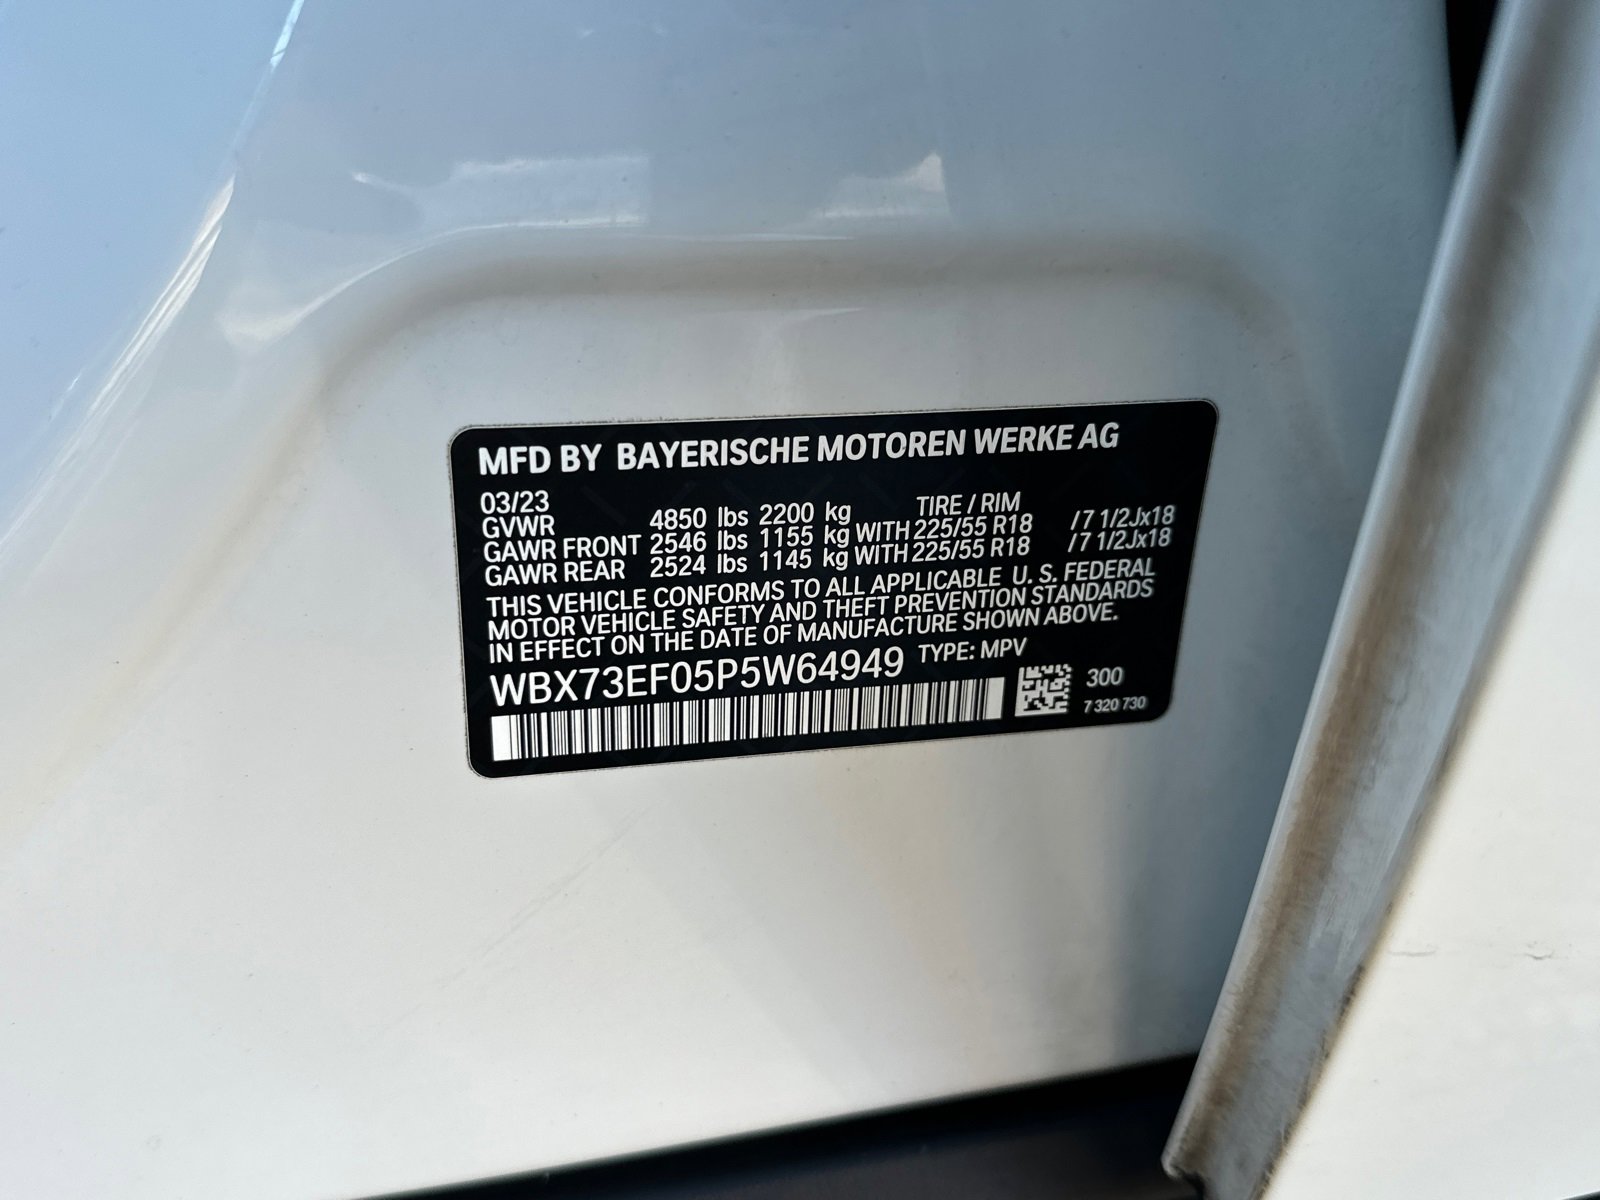 MFD BY BAYERISCHE MOTOREN WERKE AG
03/23 TIRE / RIM
GVWR 4850 lbs 2200 kg
GAWR FRONT 2546 lbs 1155 kg WITH 225/55 R18 / 7 1/2Jx18
GAWR REAR 2524 lbs 1145 kg WITH 225/55 R18 / 7 1/2Jx18
THIS VEHICLE CONFORMS TO ALL APPLICABLE U. S. FEDERAL
MOTOR VEHICLE SAFETY AND THEFT PREVENTION STANDARDS
IN EFFECT ON THE DATE OF MANUFACTURE SHOWN ABOVE.
WBX73EF05P5W64949 TYPE: MPV
300
7 320 730